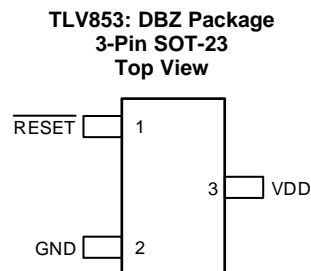 TLV853: DBZ Package
3-Pin SOT-23
Top View
RESET 1
3 VDD
GND 2